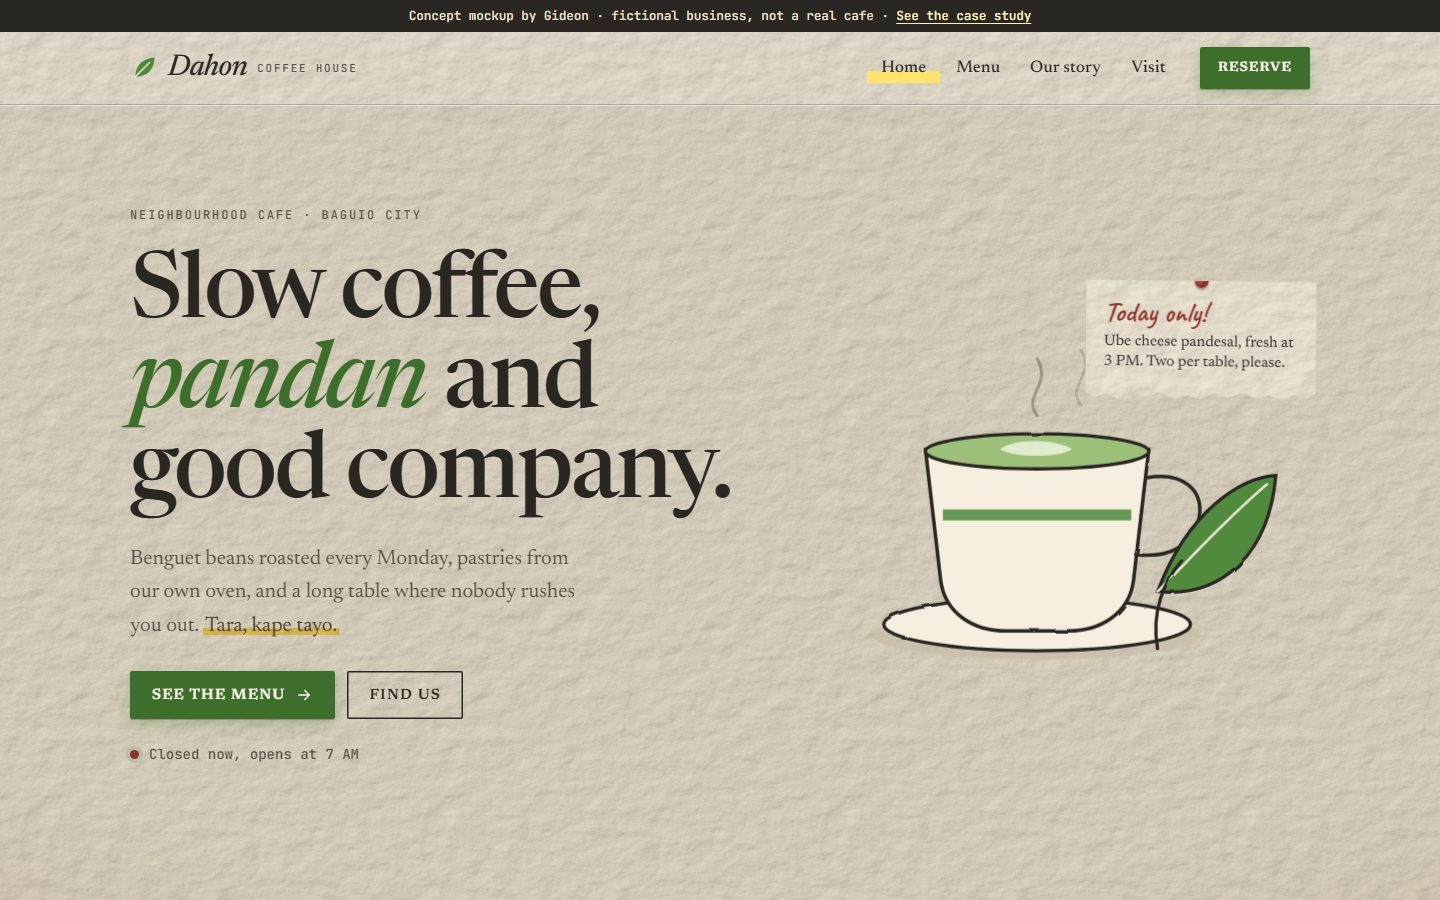 Concept mockup by Gideon · fictional business, not a real cafe · See the case study
Dahon COFFEE HOUSE
Home Menu Our story Visit RESERVE
NEIGHBOURHOOD CAFE · BAGUIO CITY
Slow coffee,
pandan and
good company.
Benguet beans roasted every Monday, pastries from
our own oven, and a long table where nobody rushes
you out. Tara, kape tayo.
SEE THE MENU →
FIND US
Closed now, opens at 7 AM
Today only!
Ube cheese pandesal, fresh at
3 PM. Two per table, please.